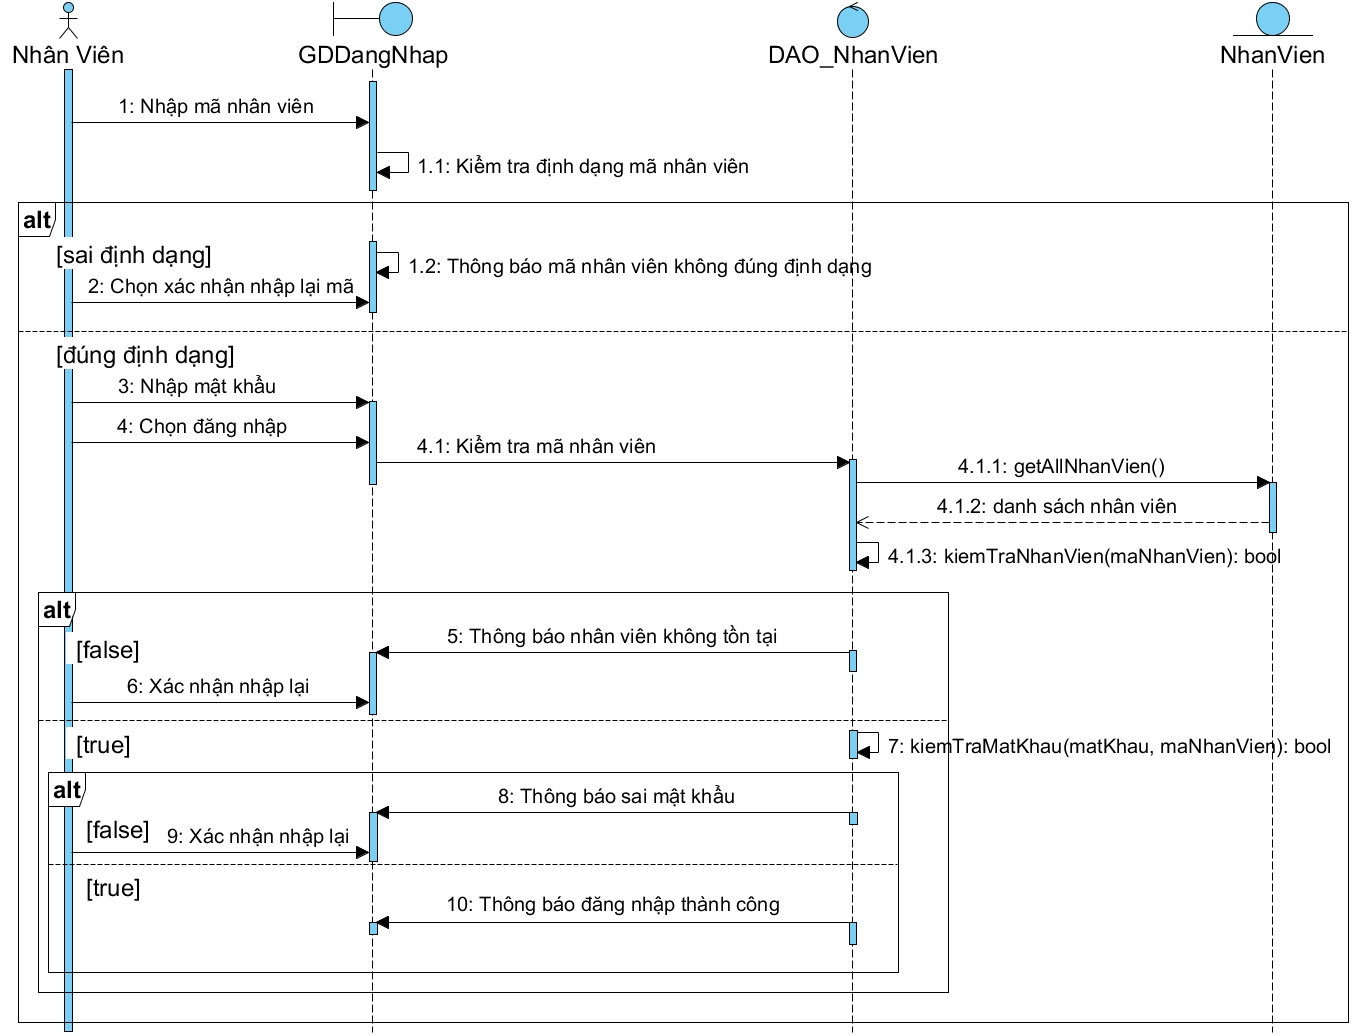 Nhân Viên
GDDangNhap
DAO_NhanVien
NhanVien
1: Nhập mã nhân viên
1.1: Kiểm tra định dạng mã nhân viên
alt
[sai định dạng]
1.2: Thông báo mã nhân viên không đúng định dạng
2: Chọn xác nhận nhập lại mã
[đúng định dạng]
3: Nhập mật khẩu
4: Chọn đăng nhập
4.1: Kiểm tra mã nhân viên
4.1.1: getAllNhanVien()
4.1.2: danh sách nhân viên
4.1.3: kiemTraNhanVien(maNhanVien): bool
alt
5: Thông báo nhân viên không tồn tại
[false]
6: Xác nhận nhập lại
[true]
7: kiemTraMatKhau(matKhau, maNhanVien): bool
alt
8: Thông báo sai mật khẩu
[false]
9: Xác nhận nhập lại
[true]
10: Thông báo đăng nhập thành công